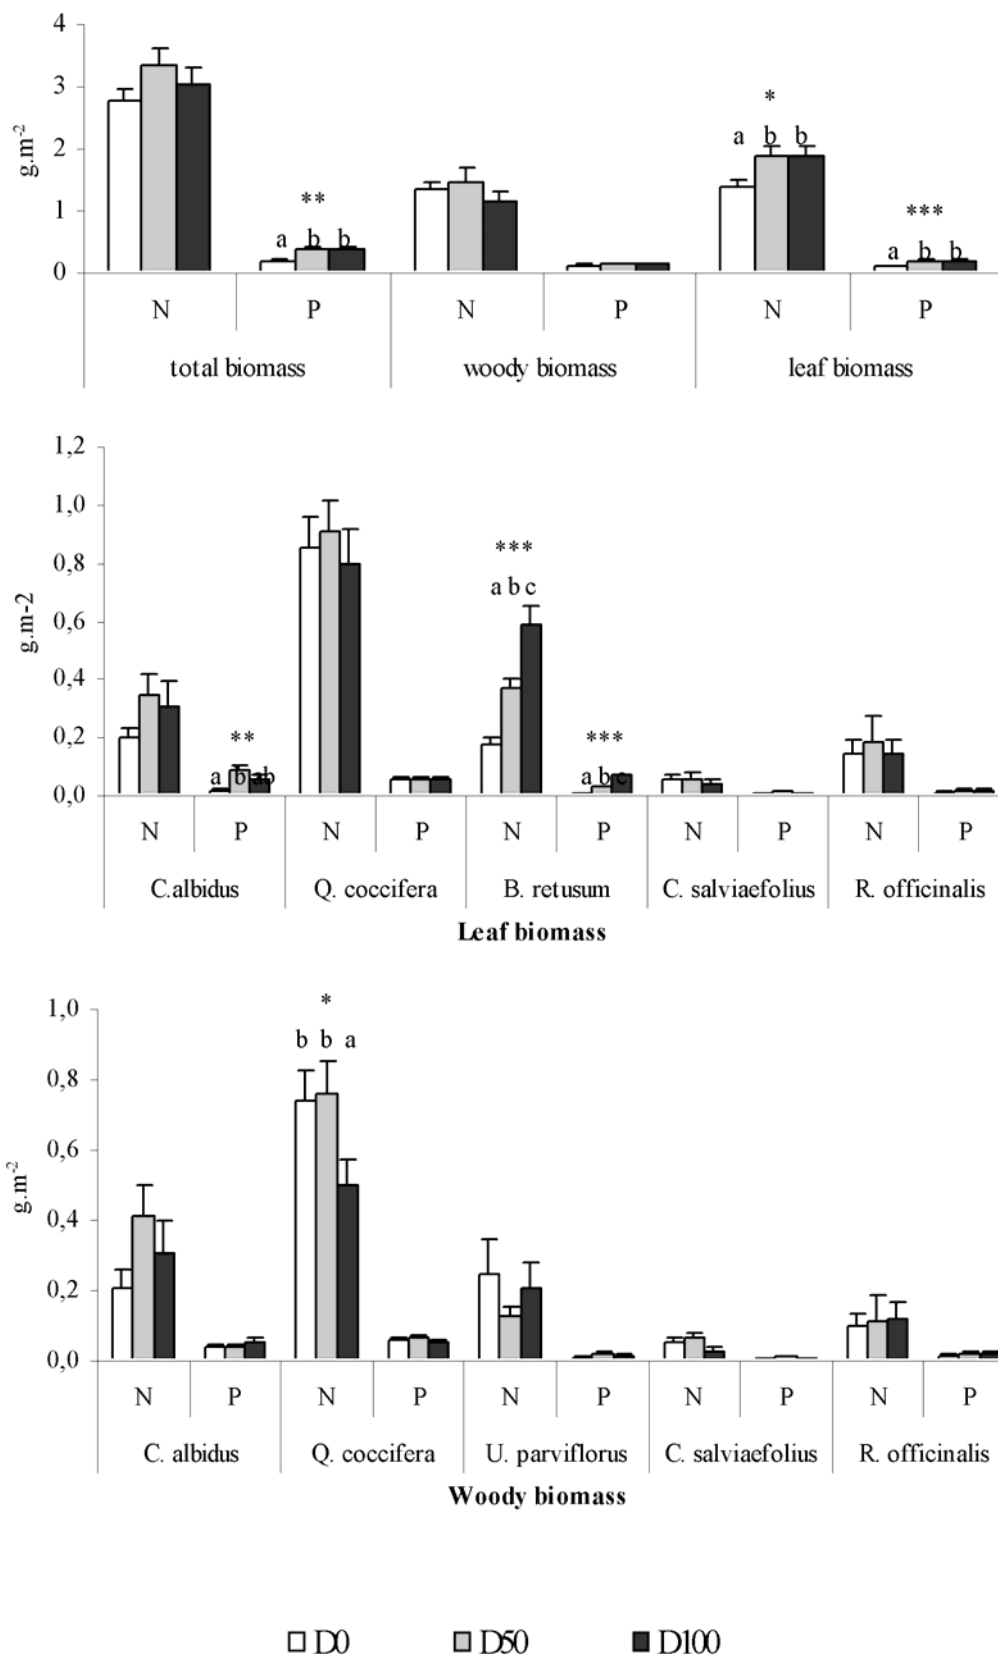 4
3
2
1
0
g.m-2
*
a b b
**
a b b
***
a b b
N P N P N P
total biomass woody biomass leaf biomass
1,2
1,0
0,8
0,6
0,4
0,2
0,0
g.m-2
***
a b c
**
a b ab
***
a b c
N P N P N P N P N P
C.albidus Q. coccifera B. retusum C. salviaefolius R. officinalis
Leaf biomass
1,0
0,8
0,6
0,4
0,2
0,0
g.m-2
*
b b a
N P N P N P N P N P
C. albidus Q. coccifera U. parviflorus C. salviaefolius R. officinalis
Woody biomass
D0 D50 D100